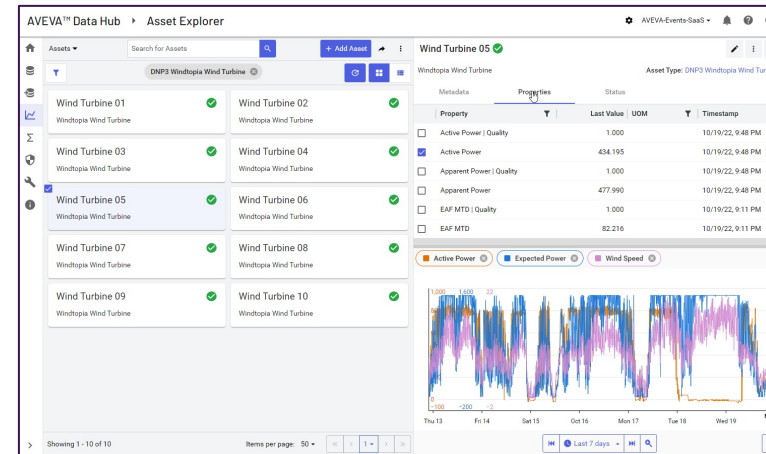 AVEVA™ Data Hub ▸ Asset Explorer
AVEVA-Events-SaaS
Assets
Search for Assets
+ Add Asset
DNP3 Windtopia Wind Turbine
Wind Turbine 01
Windtopia Wind Turbine
Wind Turbine 02
Windtopia Wind Turbine
Wind Turbine 03
Windtopia Wind Turbine
Wind Turbine 04
Windtopia Wind Turbine
Wind Turbine 05
Windtopia Wind Turbine
Wind Turbine 06
Windtopia Wind Turbine
Wind Turbine 07
Windtopia Wind Turbine
Wind Turbine 08
Windtopia Wind Turbine
Wind Turbine 09
Windtopia Wind Turbine
Wind Turbine 10
Windtopia Wind Turbine
Showing 1 - 10 of 10
Items per page: 50
1
Wind Turbine 05
Windtopia Wind Turbine
Asset Type: DNP3 Windtopia Wind Tur
Metadata Properties Status
Property Last Value UOM Timestamp
Active Power | Quality 1.000 10/19/22, 9:48 PM
Active Power 434.195 10/19/22, 9:48 PM
Apparent Power | Quality 1.000 10/19/22, 9:48 PM
Apparent Power 477.990 10/19/22, 9:48 PM
EAF MTD | Quality 1.000 10/19/22, 9:11 PM
EAF MTD 82.216 10/19/22, 9:11 PM
Active Power Expected Power Wind Speed
1,000 1,600 22
-100 -200 -2
Thu 13 Fri 14 Sat 15 Oct 16 Mon 17 Tue 18 Wed 19
Last 7 days